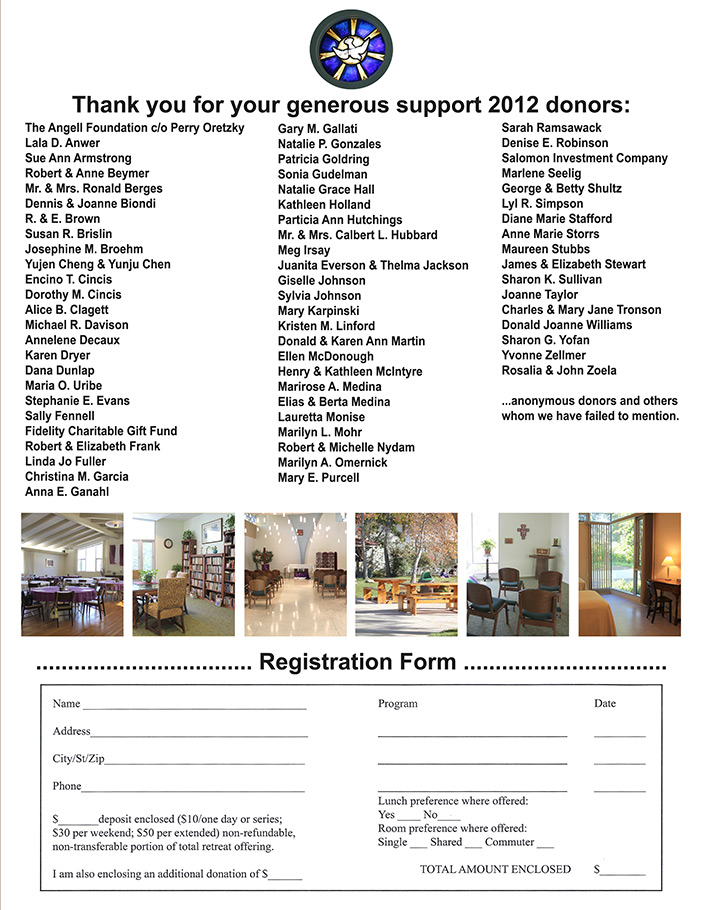 Thank you for your generous support 2012 donors:
The Angell Foundation c/o Perry Oretzky
Lala D. Anwer
Sue Ann Armstrong
Robert & Anne Beymer
Mr. & Mrs. Ronald Berges
Dennis & Joanne Biondi
R. & E. Brown
Susan R. Brislin
Josephine M. Broehm
Yujen Cheng & Yunju Chen
Encino T. Cincis
Dorothy M. Cincis
Alice B. Clagett
Michael R. Davison
Annelene Decaux
Karen Dryer
Dana Dunlap
Maria O. Uribe
Stephanie E. Evans
Sally Fennell
Fidelity Charitable Gift Fund
Robert & Elizabeth Frank
Linda Jo Fuller
Christina M. Garcia
Anna E. Ganahl
Gary M. Gallati
Natalie P. Gonzales
Patricia Goldring
Sonia Gudelman
Natalie Grace Hall
Kathleen Holland
Particia Ann Hutchings
Mr. & Mrs. Calbert L. Hubbard
Meg Irsay
Juanita Everson & Thelma Jackson
Giselle Johnson
Sylvia Johnson
Mary Karpinski
Kristen M. Linford
Donald & Karen Ann Martin
Ellen McDonough
Henry & Kathleen McIntyre
Marirose A. Medina
Elias & Berta Medina
Lauretta Monise
Marilyn L. Mohr
Robert & Michelle Nydam
Marilyn A. Omernick
Mary E. Purcell
Sarah Ramsawack
Denise E. Robinson
Salomon Investment Company
Marlene Seelig
George & Betty Shultz
Lyl R. Simpson
Diane Marie Stafford
Anne Marie Storrs
Maureen Stubbs
James & Elizabeth Stewart
Sharon K. Sullivan
Joanne Taylor
Charles & Mary Jane Tronson
Donald Joanne Williams
Sharon G. Yofan
Yvonne Zellmer
Rosalia & John Zoela
...anonymous donors and others
whom we have failed to mention.
.................................. Registration Form ................................
Name ____________________
Address____________________
City/St/Zip____________________
Phone____________________
$_______deposit enclosed ($10/one day or series;
$30 per weekend; $50 per extended) non-refundable,
non-transferable portion of total retreat offering.
I am also enclosing an additional donation of $______
Program Date
Lunch preference where offered:
Yes ____ No____
Room preference where offered:
Single ___ Shared ___ Commuter ___
TOTAL AMOUNT ENCLOSED $________